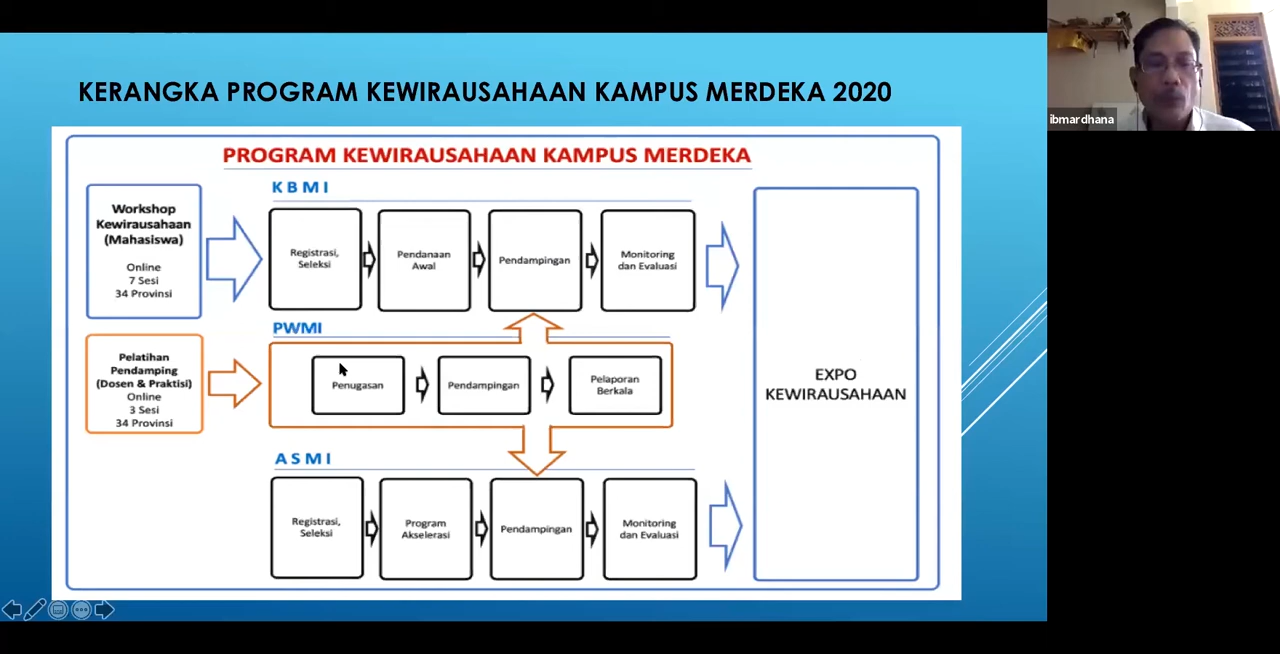 KERANGKA PROGRAM KEWIRAUSAHAAN KAMPUS MERDEKA 2020
ibmardhana
PROGRAM KEWIRAUSAHAAN KAMPUS MERDEKA
Workshop
Kewirausahaan
(Mahasiswa)
Online
7 Sesi
34 Provinsi
K B M I
Registrasi,
Seleksi
Pendanaan
Awal
Pendampingan
Monitoring
dan Evaluasi
Pelatihan
Pendamping
(Dosen & Praktisi)
Online
3 Sesi
34 Provinsi
PWMI
Penugasan
Pendampingan
Pelaporan
Berkala
A S M I
Registrasi,
Seleksi
Program
Akselerasi
Pendampingan
Monitoring
dan Evaluasi
EXPO
KEWIRAUSAHAAN